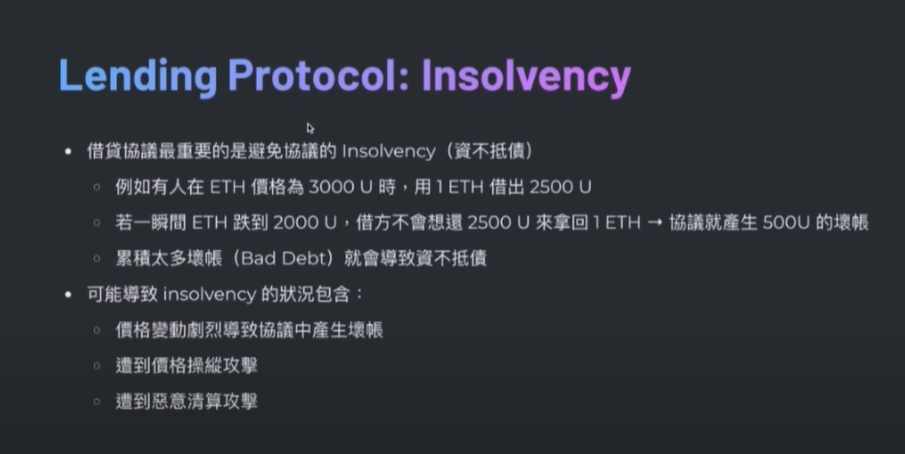 Lending Protocol: Insolvency
• 借貸協議最重要的是避免協議的 Insolvency（資不抵債）
○ 例如有人在 ETH 價格為 3000 U 時，用 1 ETH 借出 2500 U
○ 若一瞬間 ETH 跌到 2000 U，借方不會想還 2500 U 來拿回 1 ETH → 協議就產生 500U 的壞帳
○ 累積太多壞帳（Bad Debt）就會導致資不抵債
• 可能導致 insolvency 的狀況包含：
○ 價格變動劇烈導致協議中產生壞帳
○ 遭到價格操縱攻擊
○ 遭到惡意清算攻擊